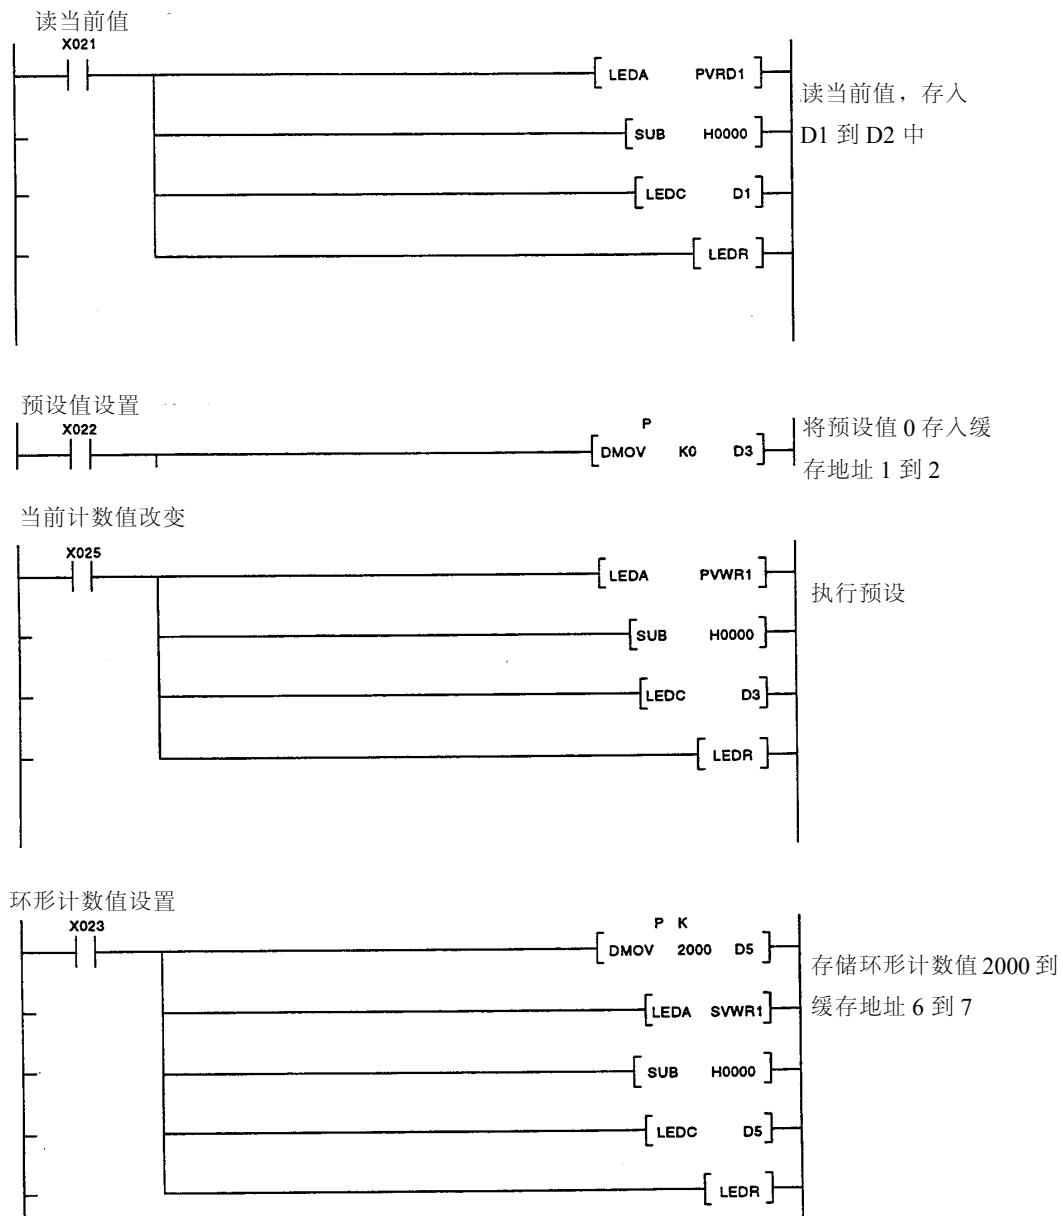 读当前值
X021
LEDA PVRD1
SUB H0000
LEDC D1
LEDR
读当前值，存入
D1 到 D2 中
预设值设置
X022
P
DMOV K0 D3
将预设值 0 存入缓
存地址 1 到 2
当前计数值改变
X025
LEDA PVWR1
SUB H0000
LEDC D3
LEDR
执行预设
环形计数值设置
X023
P K
DMOV 2000 D5
LEDA SVWR1
SUB H0000
LEDC D5
LEDR
存储环形计数值 2000 到
缓存地址 6 到 7